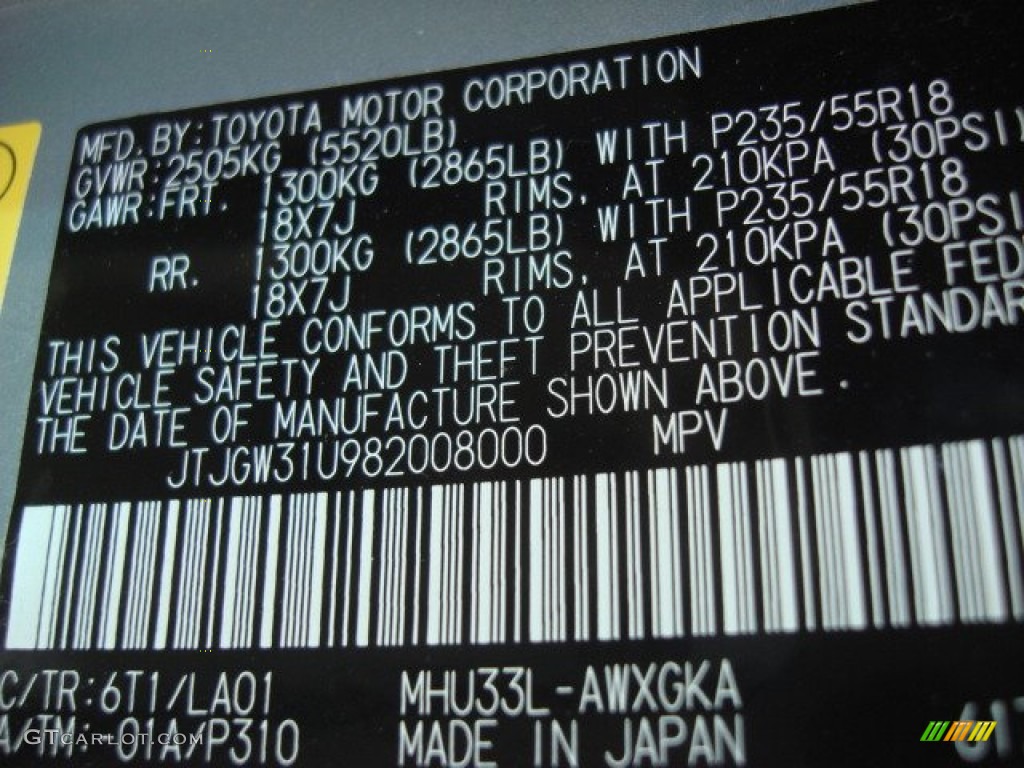 MFD. BY: TOYOTA MOTOR CORPORATION
GVWR: 2505KG (5520LB)
GAWR: FRT. 1300KG (2865LB) WITH P235/55R18
18X7J RIMS, AT 210KPA (30PSI)
RR. 1300KG (2865LB) WITH P235/55R18
18X7J RIMS, AT 210KPA (30PSI
THIS VEHICLE CONFORMS TO ALL APPLICABLE FED
VEHICLE SAFETY AND THEFT PREVENTION STANDAR
THE DATE OF MANUFACTURE SHOWN ABOVE.
JTJGW31U982008000 MPV
C/TR: 6T1/LA01 MHU33L-AWXGKA
A/TM: -01A/P310 MADE IN JAPAN
GTcarlot.com